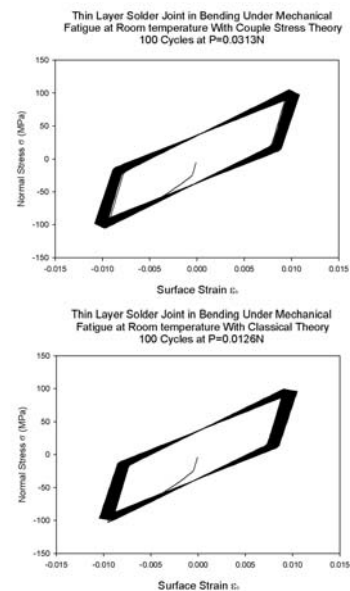 Thin Layer Solder Joint in Bending Under Mechanical
Fatigue at Room temperature With Couple Stress Theory
100 Cycles at P=0.0313N
150
100
50
0
-50
-100
-150
Normal Stress σ (MPa)
-0.015 -0.010 -0.005 0.000 0.005 0.010 0.015
Surface Strain εₒ
Thin Layer Solder Joint in Bending Under Mechanical
Fatigue at Room temperature With Classical Theory
100 Cycles at P=0.0126N
150
100
50
0
-50
-100
-150
Normal Stress σ (MPa)
-0.015 -0.010 -0.005 0.000 0.005 0.010 0.015
Surface Strain εₒ